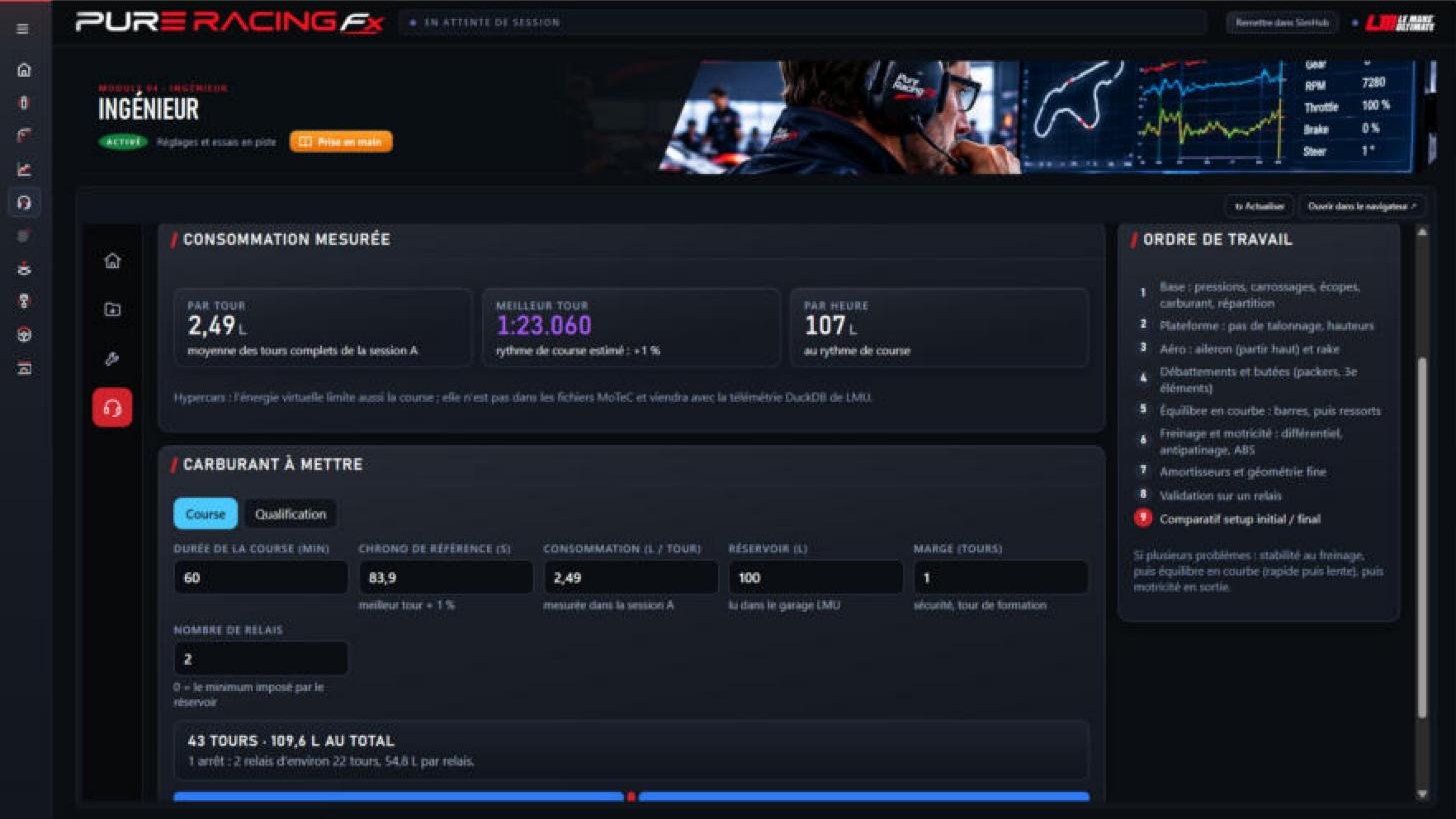 PURE RACING Fx
EN ATTENTE DE SESSION
Remettre dans SimHub
LM LE MANS
ULTIMATE
MODULE 04 · INGÉNIEUR
INGÉNIEUR
ACTIVÉ
Réglages et essais en piste
Prise en main
Pure
Racing Fx
Gear
RPM 7280
Throttle 100 %
Brake 0 %
Steer 1°
↻ Actualiser
Ouvrir dans le navigateur ↗
CONSOMMATION MESURÉE
PAR TOUR
2,49 L
moyenne des tours complets de la session A
MEILLEUR TOUR
1:23.060
rythme de course estimé : +1 %
PAR HEURE
107 L
au rythme de course
Hypercars : l'énergie virtuelle limite aussi la course ; elle n'est pas dans les fichiers MoTeC et viendra avec la télémétrie DuckDB de LMU.
CARBURANT À METTRE
Course
Qualification
DURÉE DE LA COURSE (MIN)
60
CHRONO DE RÉFÉRENCE (S)
83,9
meilleur tour + 1 %
CONSOMMATION (L / TOUR)
2,49
mesurée dans la session A
RÉSERVOIR (L)
100
lu dans le garage LMU
MARGE (TOURS)
1
sécurité, tour de formation
NOMBRE DE RELAIS
2
0 = le minimum imposé par le
réservoir
43 TOURS · 109,6 L AU TOTAL
1 arrêt : 2 relais d'environ 22 tours, 54,8 L par relais.
ORDRE DE TRAVAIL
1 Base : pressions, carrossages, écopes,
carburant, répartition
2 Plateforme : pas de talonnage, hauteurs
3 Aéro : aileron (partir haut) et rake
4 Débattements et butées (packers, 3e
éléments)
5 Équilibre en courbe : barres, puis ressorts
6 Freinage et motricité : différentiel,
antipatinage, ABS
7 Amortisseurs et géométrie fine
8 Validation sur un relais
9 Comparatif setup initial / final
Si plusieurs problèmes : stabilité au freinage,
puis équilibre en courbe (rapide puis lente), puis
motricité en sortie.